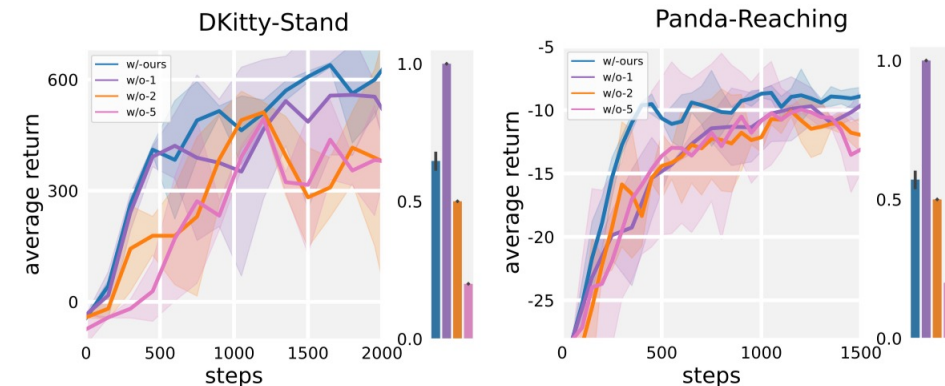 DKitty-Stand
average return
600
300
0
w/-ours
w/o-1
w/o-2
w/o-5
0
500
1000
1500
2000
steps
1.0
0.5
0.0
Panda-Reaching
average return
-5
-10
-15
-20
-25
w/-ours
w/o-1
w/o-2
w/o-5
0
500
1000
1500
steps
1.0
0.5
0.0